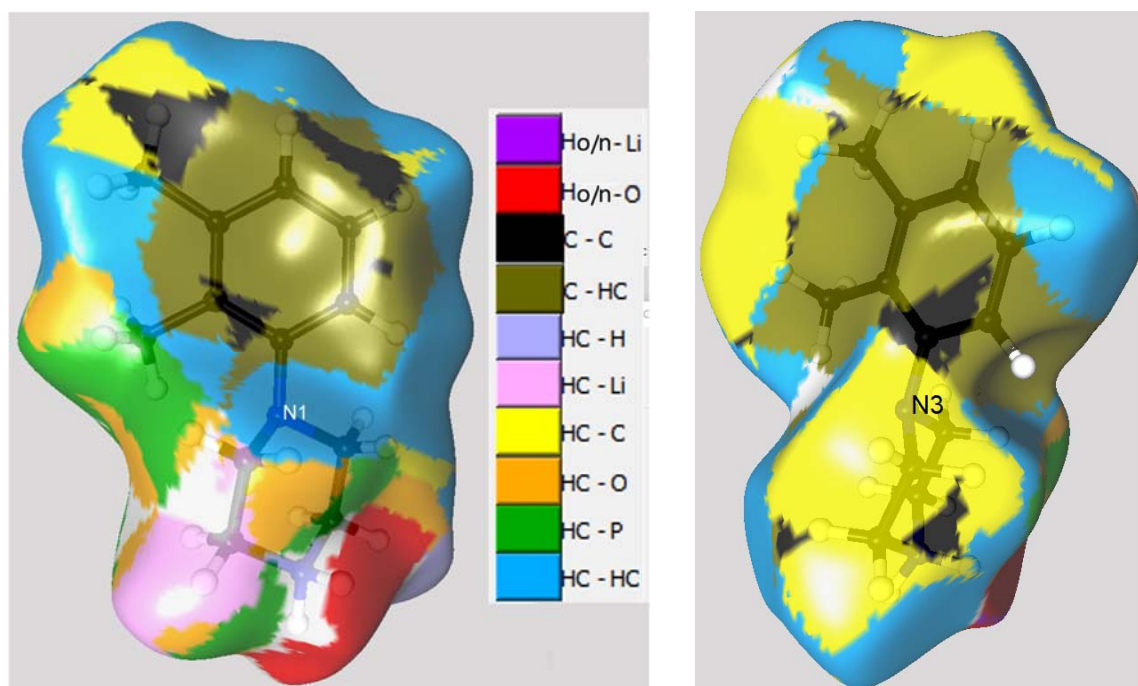 N1
Ho/n-Li
Ho/n-O
C - C
C - HC
HC - H
HC - Li
HC - C
HC - O
HC - P
HC - HC
N3